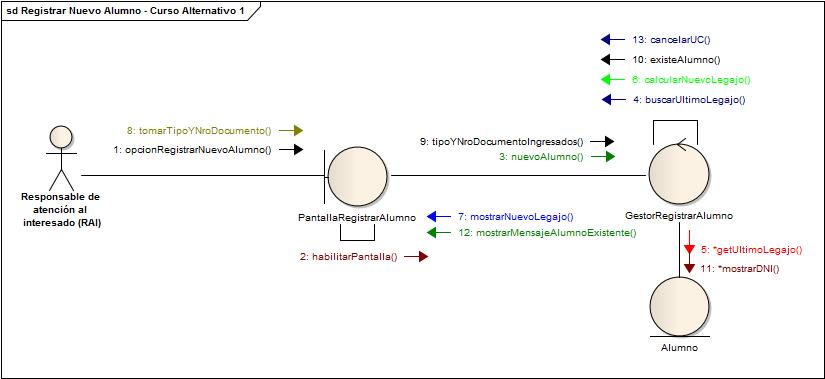 sd Registrar Nuevo Alumno - Curso Alternativo 1
13: cancelarUC()
10: existeAlumno()
6: calcularNuevoLegajo()
4: buscarUltimoLegajo()
8: tomarTipoYNroDocumento()
1: opcionRegistrarNuevoAlumno()
9: tipoYNroDocumentoIngresados()
3: nuevoAlumno()
Responsable de
atención al
interesado (RAI)
PantallaRegistrarAlumno
GestorRegistrarAlumno
7: mostrarNuevoLegajo()
12: mostrarMensajeAlumnoExistente()
2: habilitarPantalla()
5: *getUltimoLegajo()
11: *mostrarDNI()
Alumno